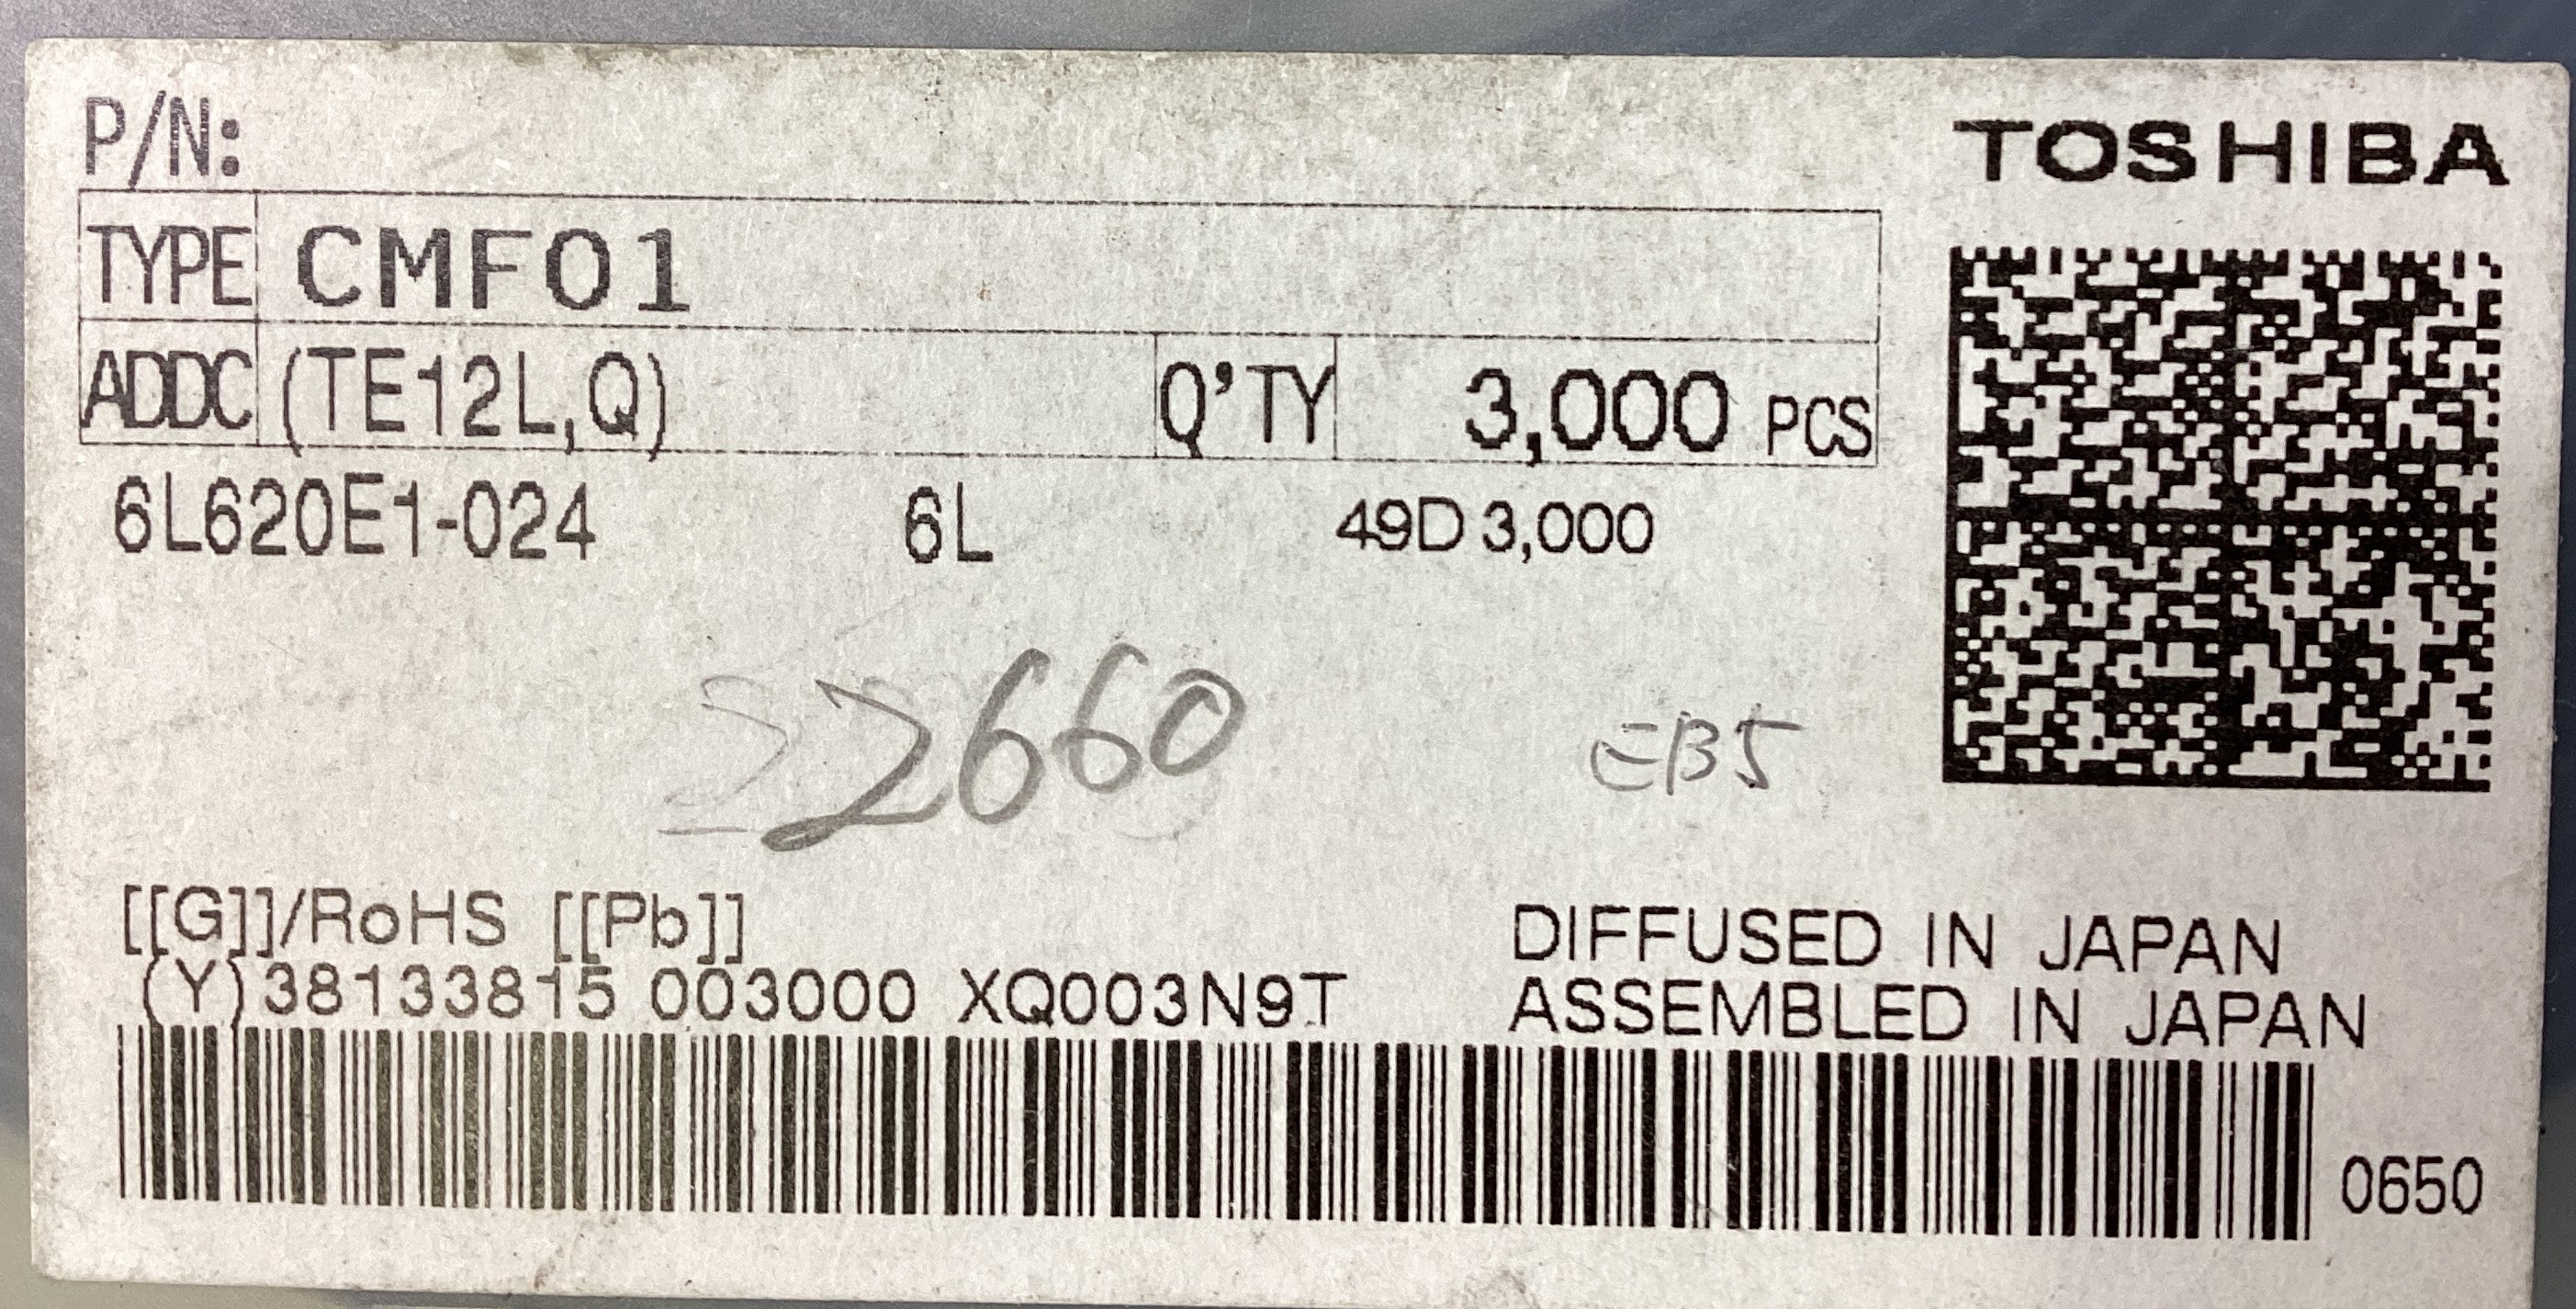 P/N:
TOSHIBA
TYPE CMF01
ADDC (TE12L,Q) Q'TY 3,000 PCS
6L620E1-024 6L 49D 3,000
2660
EB5
[[G]]/RoHS [[Pb]]
DIFFUSED IN JAPAN
(Y)38133815 003000 XQ003N9T
ASSEMBLED IN JAPAN
0650